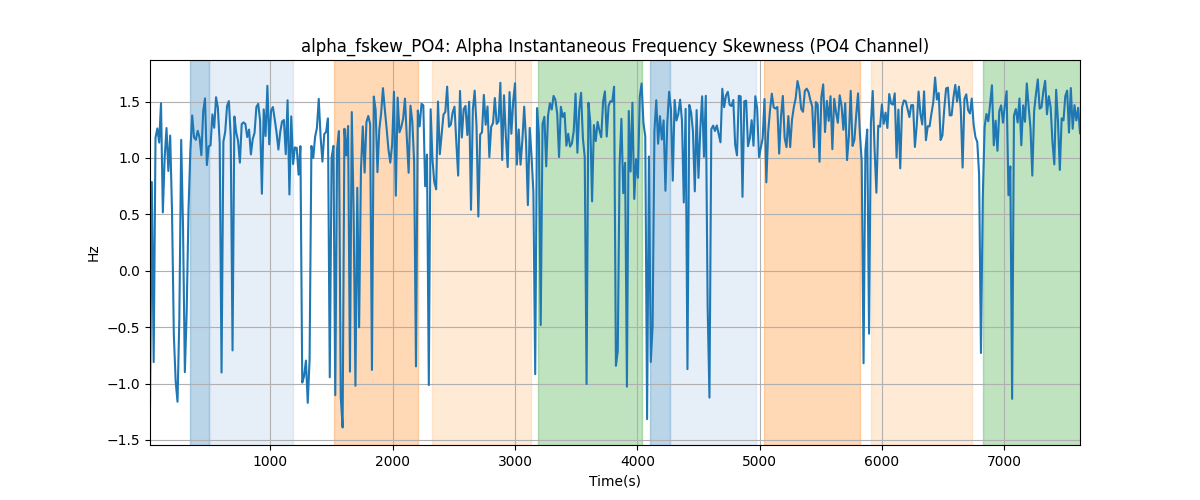 alpha_fskew_PO4: Alpha Instantaneous Frequency Skewness (PO4 Channel)
1.5
1.0
0.5
0.0
−0.5
−1.0
−1.5
Hz
1000 2000 3000 4000 5000 6000 7000
Time(s)